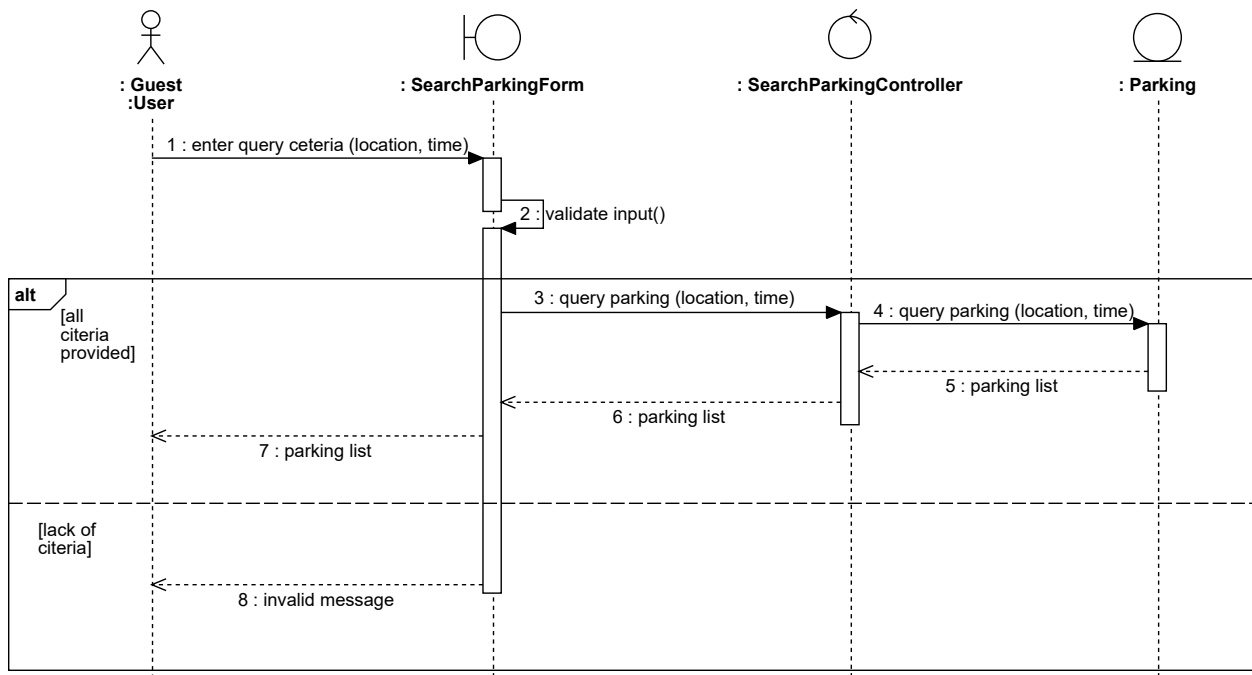 : Guest
:User
: SearchParkingForm
: SearchParkingController
: Parking
1 : enter query ceteria (location, time)
2 : validate input()
alt
[all
citeria
provided]
3 : query parking (location, time)
4 : query parking (location, time)
5 : parking list
6 : parking list
7 : parking list
[lack of
citeria]
8 : invalid message